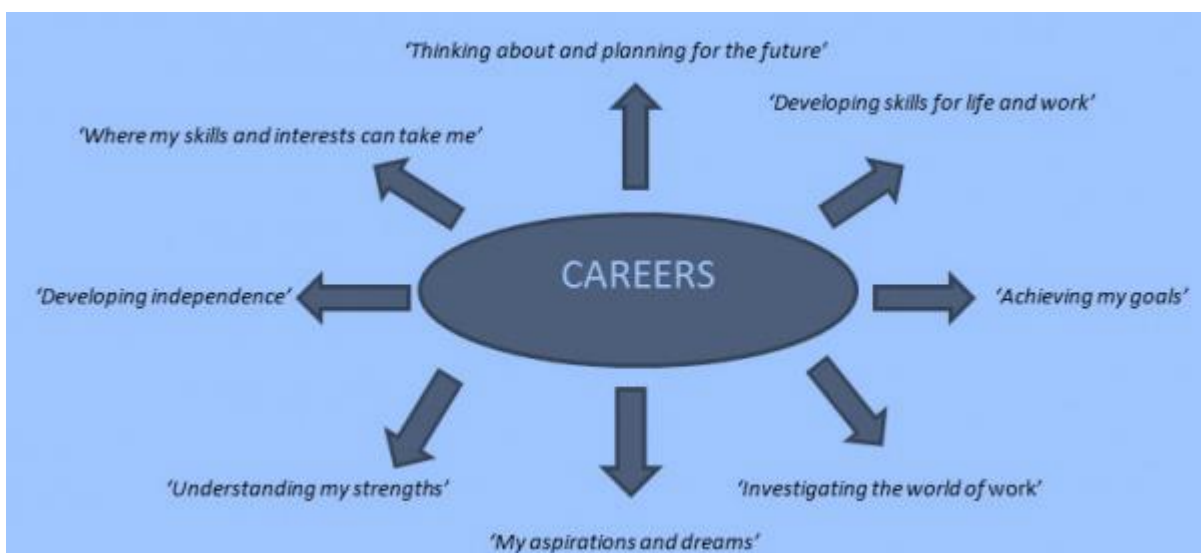 ‘Thinking about and planning for the future’
‘Developing skills for life and work’
‘Where my skills and interests can take me’
CAREERS
‘Developing independence’
‘Achieving my goals’
‘Understanding my strengths’
‘Investigating the world of work’
‘My aspirations and dreams’